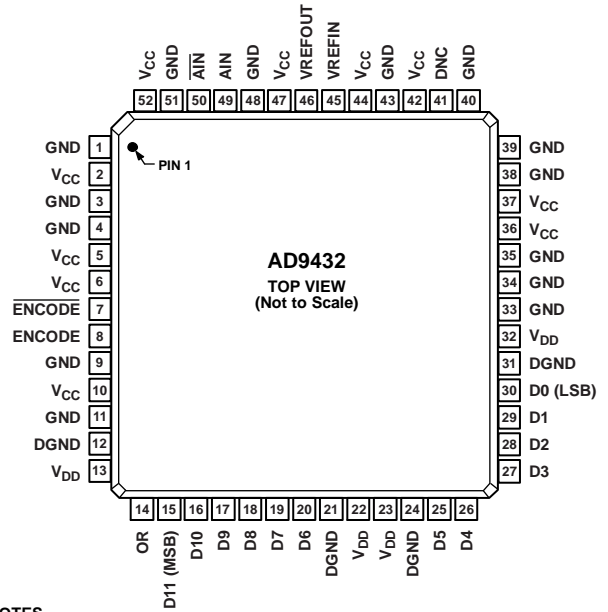 VCC GND AIN AIN GND VCC VREFOUT VREFIN VCC GND VCC DNC GND
52 51 50 49 48 47 46 45 44 43 42 41 40
GND 1
VCC 2
GND 3
GND 4
VCC 5
VCC 6
ENCODE 7
ENCODE 8
GND 9
VCC 10
GND 11
DGND 12
VDD 13
PIN 1
AD9432
TOP VIEW
(Not to Scale)
39 GND
38 GND
37 VCC
36 VCC
35 GND
34 GND
33 GND
32 VDD
31 DGND
30 D0 (LSB)
29 D1
28 D2
27 D3
14 15 16 17 18 19 20 21 22 23 24 25 26
OR D11 (MSB) D10 D9 D8 D7 D6 DGND VDD VDD DGND D5 D4